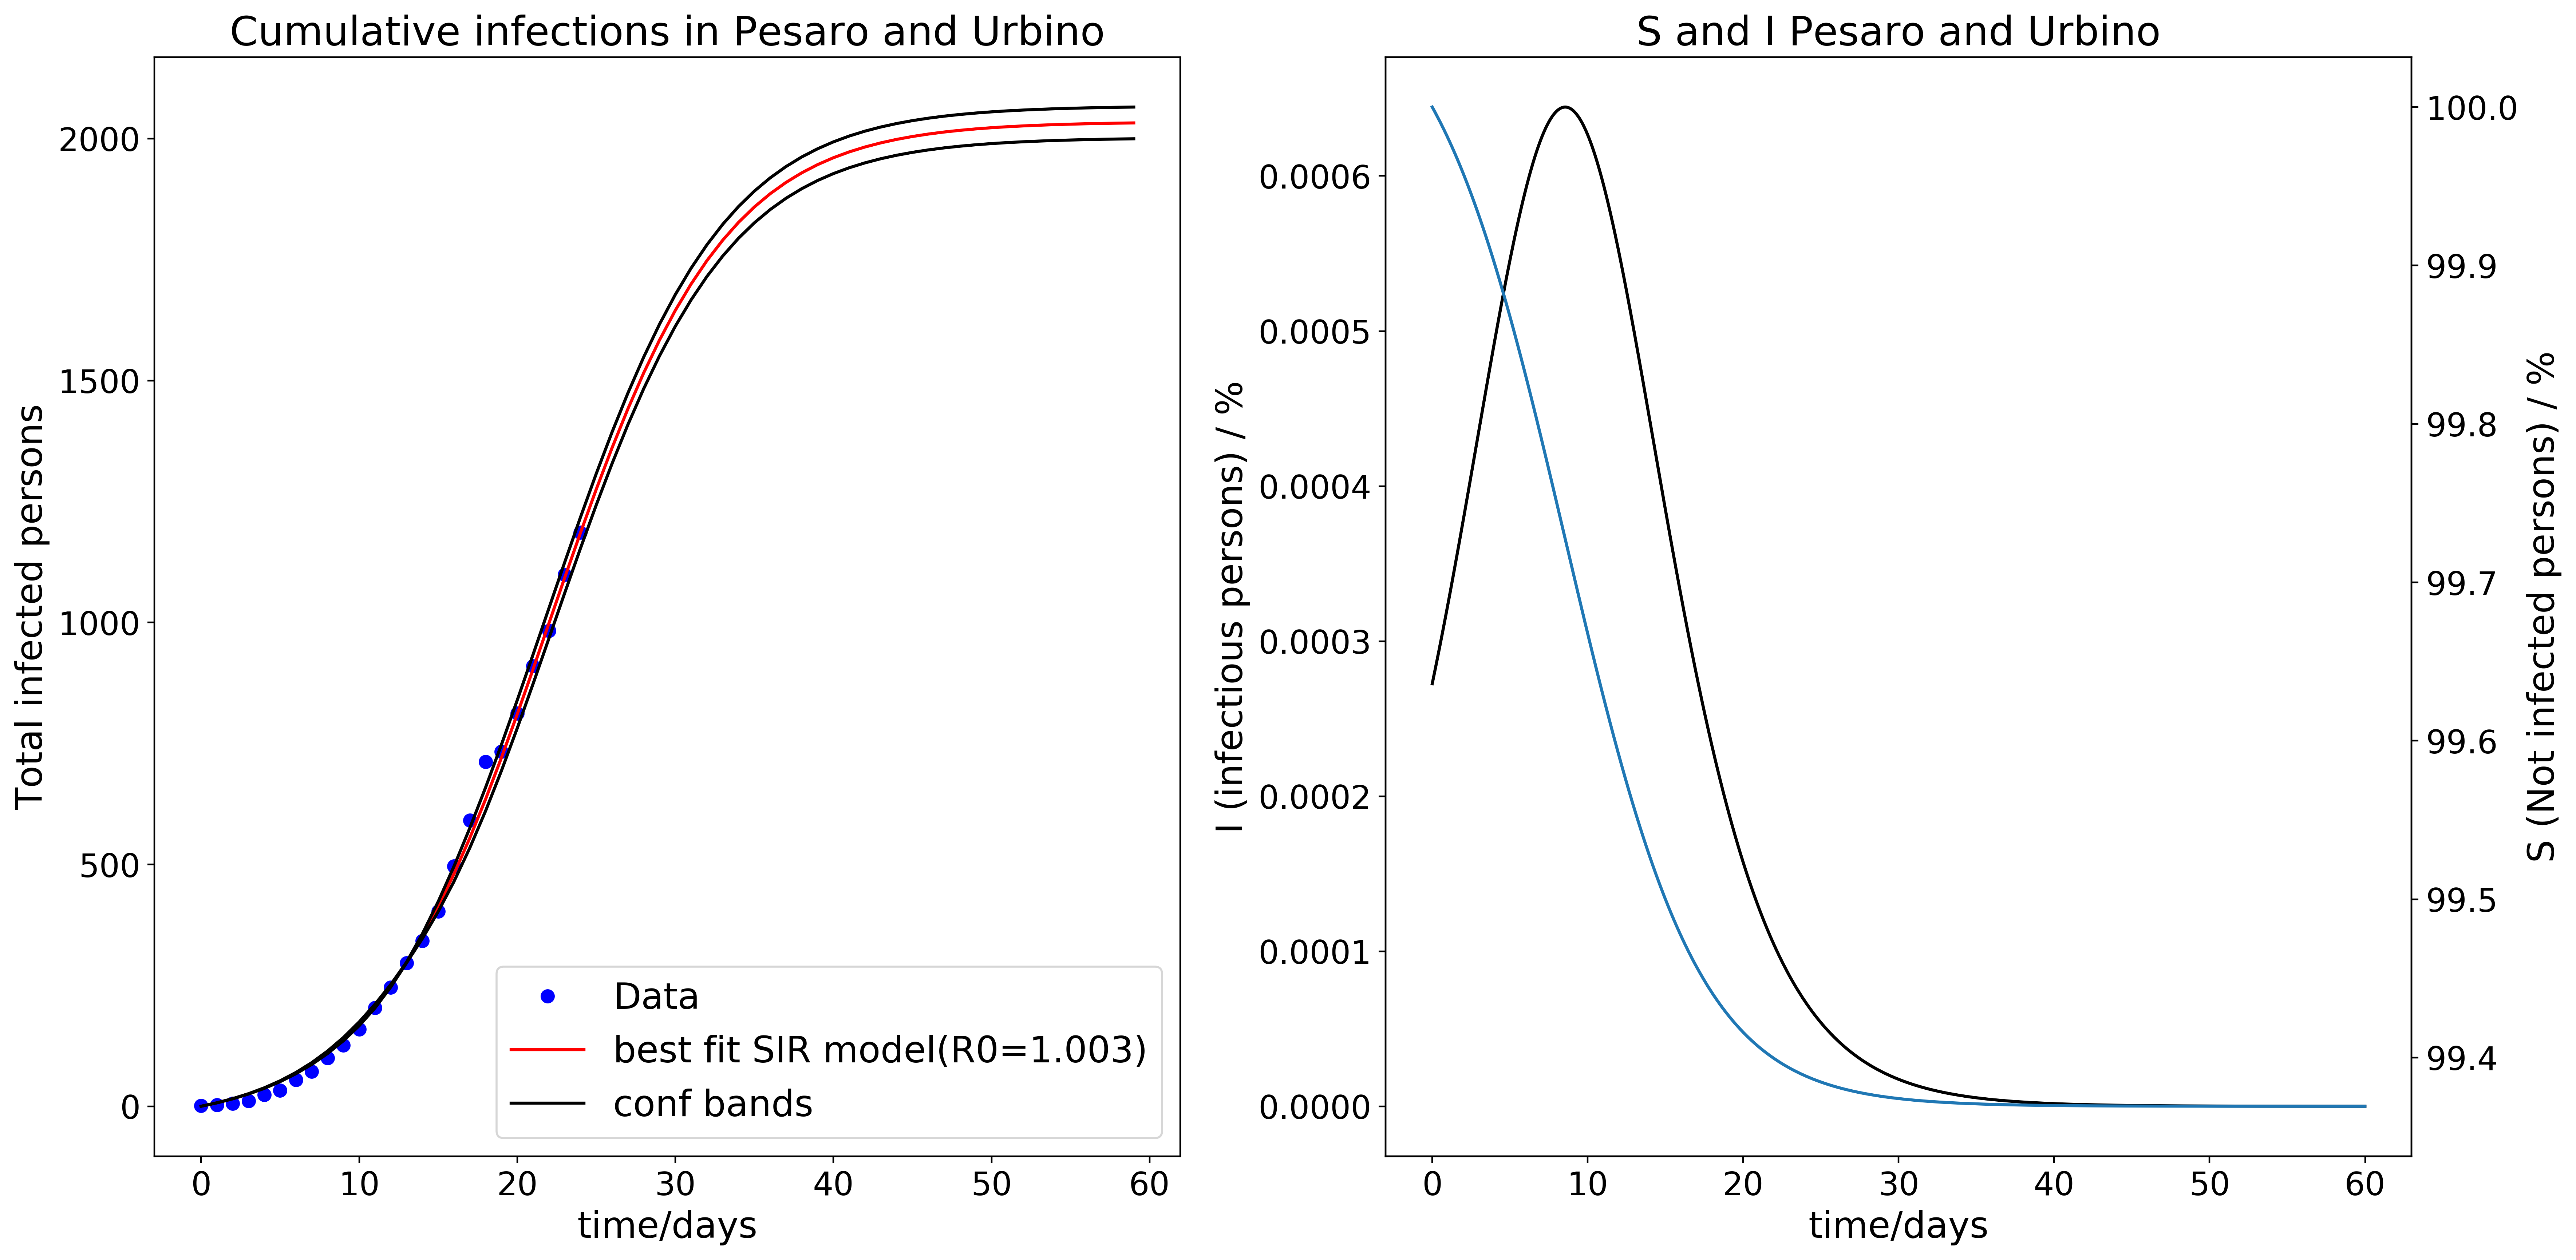 Cumulative infections in Pesaro and Urbino
Total infected persons
2000
1500
1000
500
0
0 10 20 30 40 50 60
time/days
Data
best fit SIR model(R0=1.003)
conf bands
S and I Pesaro and Urbino
I (infectious persons) / %
0.0006
0.0005
0.0004
0.0003
0.0002
0.0001
0.0000
0 10 20 30 40 50 60
time/days
100.0
99.9
99.8
99.7
99.6
99.5
99.4
S (Not infected persons) / %